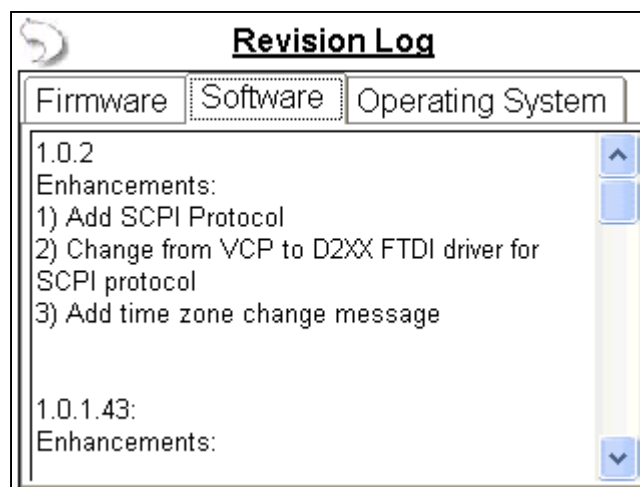 Revision Log
Firmware Software Operating System
1.0.2
Enhancements:
1) Add SCPI Protocol
2) Change from VCP to D2XX FTDI driver for
SCPI protocol
3) Add time zone change message
1.0.1.43:
Enhancements: